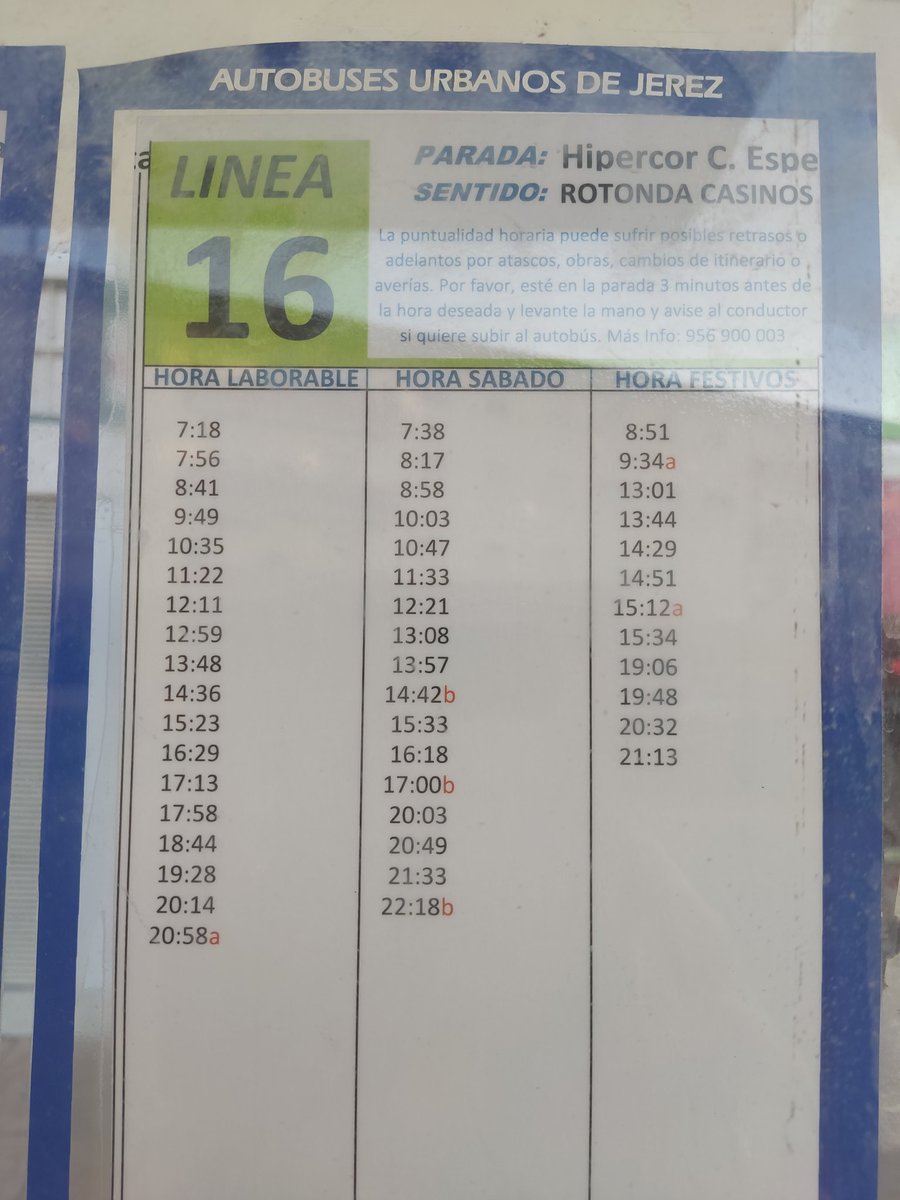 AUTOBUSES URBANOS DE JEREZ
LINEA
16
PARADA: Hipercor C. Espe
SENTIDO: ROTONDA CASINOS
La puntualidad horaria puede sufrir posibles retrasos o
adelantos por atascos, obras, cambios de itinerario o
averías. Por favor, esté en la parada 3 minutos antes de
la hora deseada y levante la mano y avise al conductor
si quiere subir al autobús. Más Info: 956 900 003
HORA LABORABLE HORA SABADO HORA FESTIVOS
7:18 7:38 8:51
7:56 8:17 9:34a
8:41 8:58 13:01
9:49 10:03 13:44
10:35 10:47 14:29
11:22 11:33 14:51
12:11 12:21 15:12a
12:59 13:08 15:34
13:48 13:57 19:06
14:36 14:42b 19:48
15:23 15:33 20:32
16:29 16:18 21:13
17:13 17:00b
17:58 20:03
18:44 20:49
19:28 21:33
20:14 22:18b
20:58a